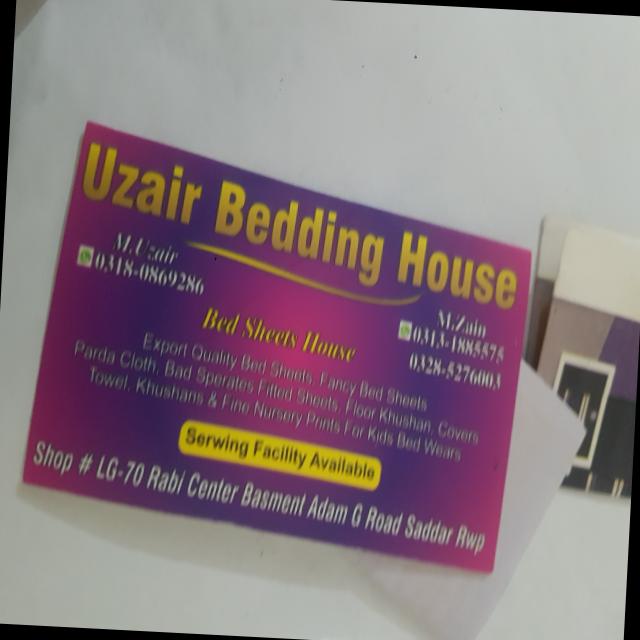 Uzair Bedding House
M.Uzair
0318-0869286
M.Zain
0313-1885575
0328-5276003
Bed Sheets House
Export Quality Bed Sheets, Fancy Bed Sheets
Parda Cloth, Bad Sperates Fitted Sheets, Floor Khushan, Covers
Towel, Khushans & Fine Nursery Prints For Kids Bed Wears
Serwing Facility Available
Shop # LG-70 Rabi Center Basment Adam G Road Saddar Rwp